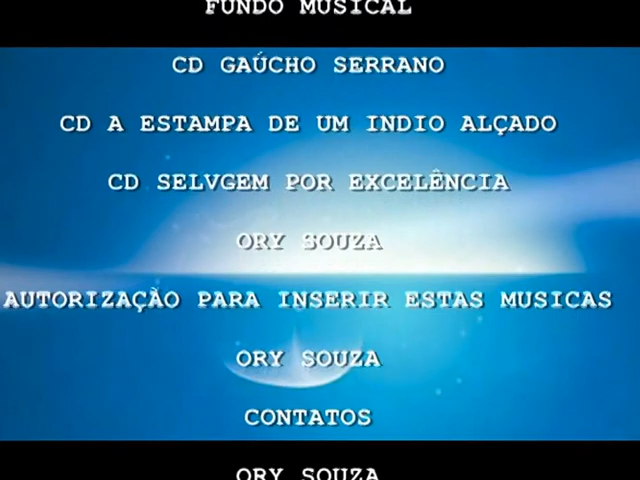 FUNDO MUSICAL
CD GAÚCHO SERRANO
CD A ESTAMPA DE UM INDIO ALÇADO
CD SELVGEM POR EXCELÊNCIA
ORY SOUZA
AUTORIZAÇÃO PARA INSERIR ESTAS MUSICAS
ORY SOUZA
CONTATOS
ORY SOUZA